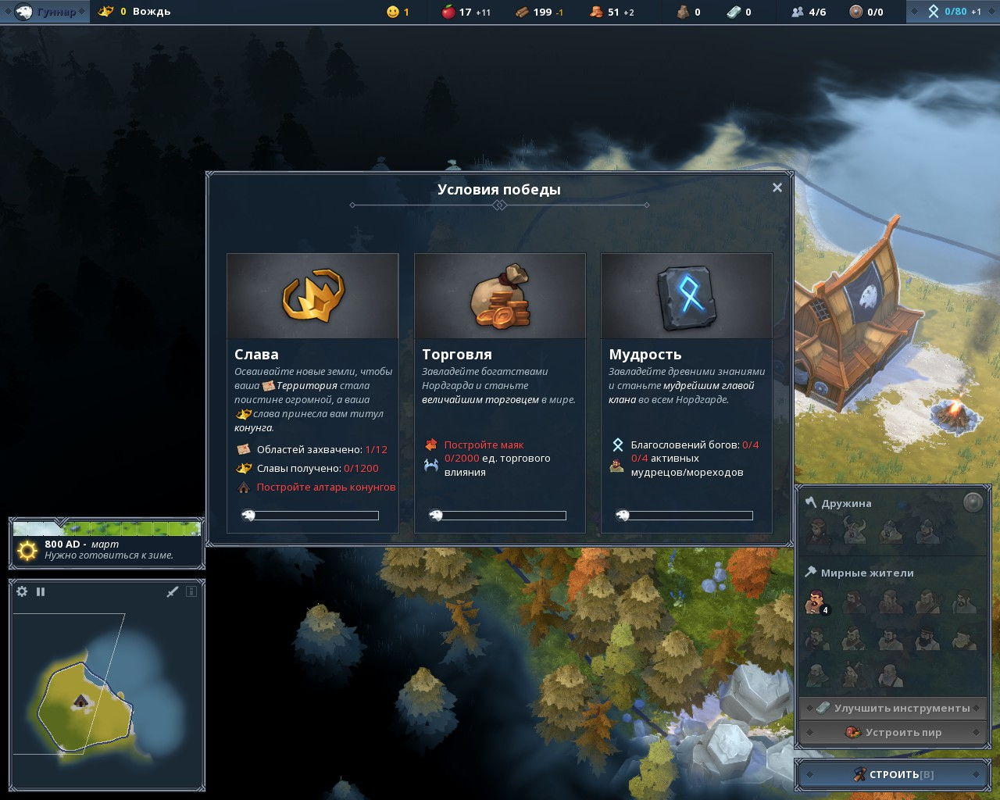 Гуннар 0 Вождь 1 17 +11 199 -1 51 +2 0 0 4/6 0/0 0/80 +1
Условия победы
Слава
Осваивайте новые земли, чтобы
ваша Территория стала
поистине огромной, а ваша
слава принесла вам титул
конунга.
Областей захвачено: 1/12
Славы получено: 0/1200
Постройте алтарь конунгов
Торговля
Завладейте богатствами
Нордгарда и станьте
величайшим торговцем в мире.
Постройте маяк
0/2000 ед. торгового
влияния
Мудрость
Завладейте древними знаниями
и станьте мудрейшим главой
клана во всем Нордгарде.
Благословений богов: 0/4
0/4 активных
мудрецов/мореходов
800 AD - март
Нужно готовиться к зиме.
Дружина
Мирные жители
4
Улучшить инструменты
Устроить пир
СТРОИТЬ[B]